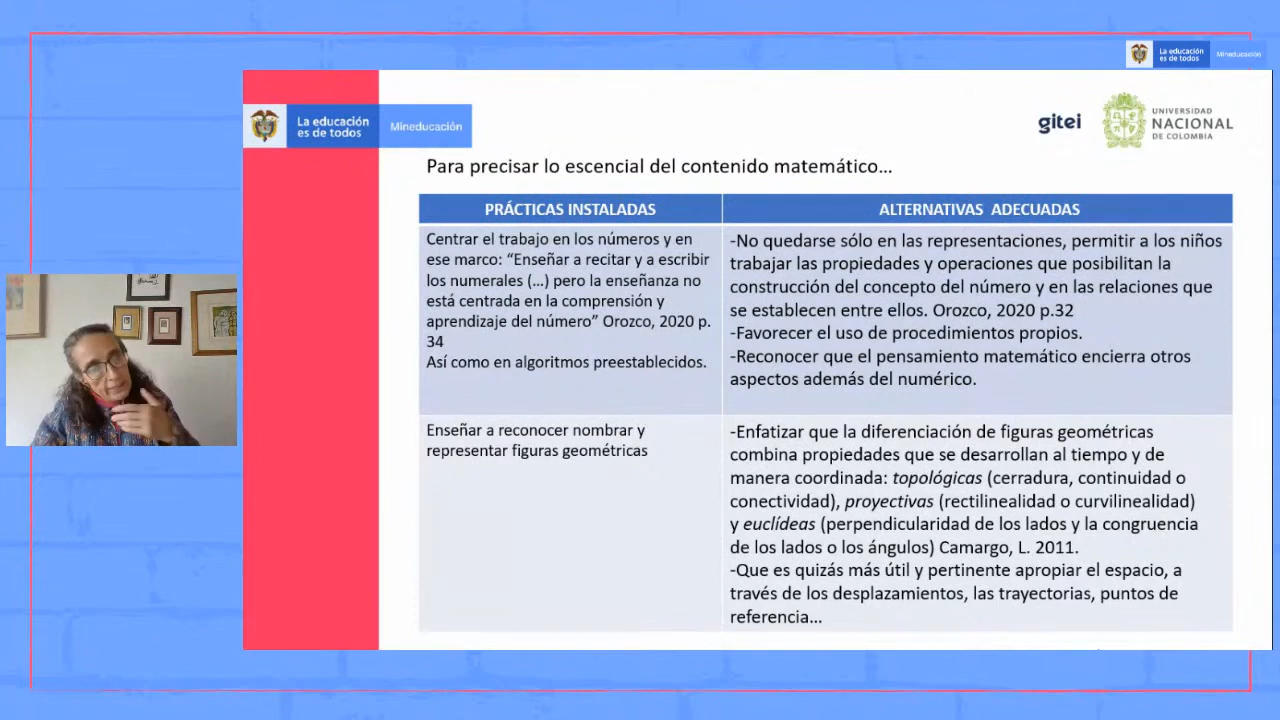 La educación
es de todos
Mineducación
La educación
es de todos
Mineducación
gitei
UNIVERSIDAD
NACIONAL
DE COLOMBIA
Para precisar lo escencial del contenido matemático...
PRÁCTICAS INSTALADAS
ALTERNATIVAS ADECUADAS
Centrar el trabajo en los números y en
ese marco: “Enseñar a recitar y a escribir
los numerales (…) pero la enseñanza no
está centrada en la comprensión y
aprendizaje del número” Orozco, 2020 p.
34
Así como en algoritmos preestablecidos.
-No quedarse sólo en las representaciones, permitir a los niños
trabajar las propiedades y operaciones que posibilitan la
construcción del concepto del número y en las relaciones que
se establecen entre ellos. Orozco, 2020 p.32
-Favorecer el uso de procedimientos propios.
-Reconocer que el pensamiento matemático encierra otros
aspectos además del numérico.
Enseñar a reconocer nombrar y
representar figuras geométricas
-Enfatizar que la diferenciación de figuras geométricas
combina propiedades que se desarrollan al tiempo y de
manera coordinada: topológicas (cerradura, continuidad o
conectividad), proyectivas (rectilinealidad o curvilinealidad)
y euclídeas (perpendicularidad de los lados y la congruencia
de los lados o los ángulos) Camargo, L. 2011.
-Que es quizás más útil y pertinente apropiar el espacio, a
través de los desplazamientos, las trayectorias, puntos de
referencia…